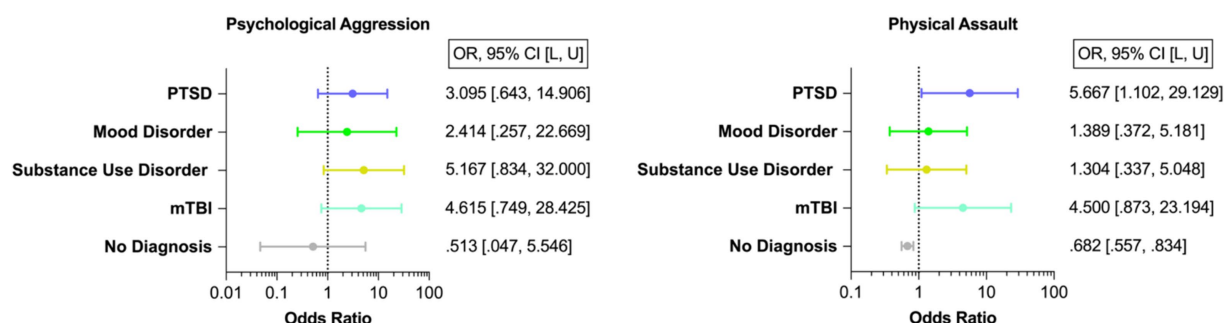 Psychological Aggression
OR, 95% CI [L, U]
PTSD 3.095 [.643, 14.906]
Mood Disorder 2.414 [.257, 22.669]
Substance Use Disorder 5.167 [.834, 32.000]
mTBI 4.615 [.749, 28.425]
No Diagnosis .513 [.047, 5.546]
0.01 0.1 1 10 100
Odds Ratio
Physical Assault
OR, 95% CI [L, U]
PTSD 5.667 [1.102, 29.129]
Mood Disorder 1.389 [.372, 5.181]
Substance Use Disorder 1.304 [.337, 5.048]
mTBI 4.500 [.873, 23.194]
No Diagnosis .682 [.557, .834]
0.1 1 10 100
Odds Ratio